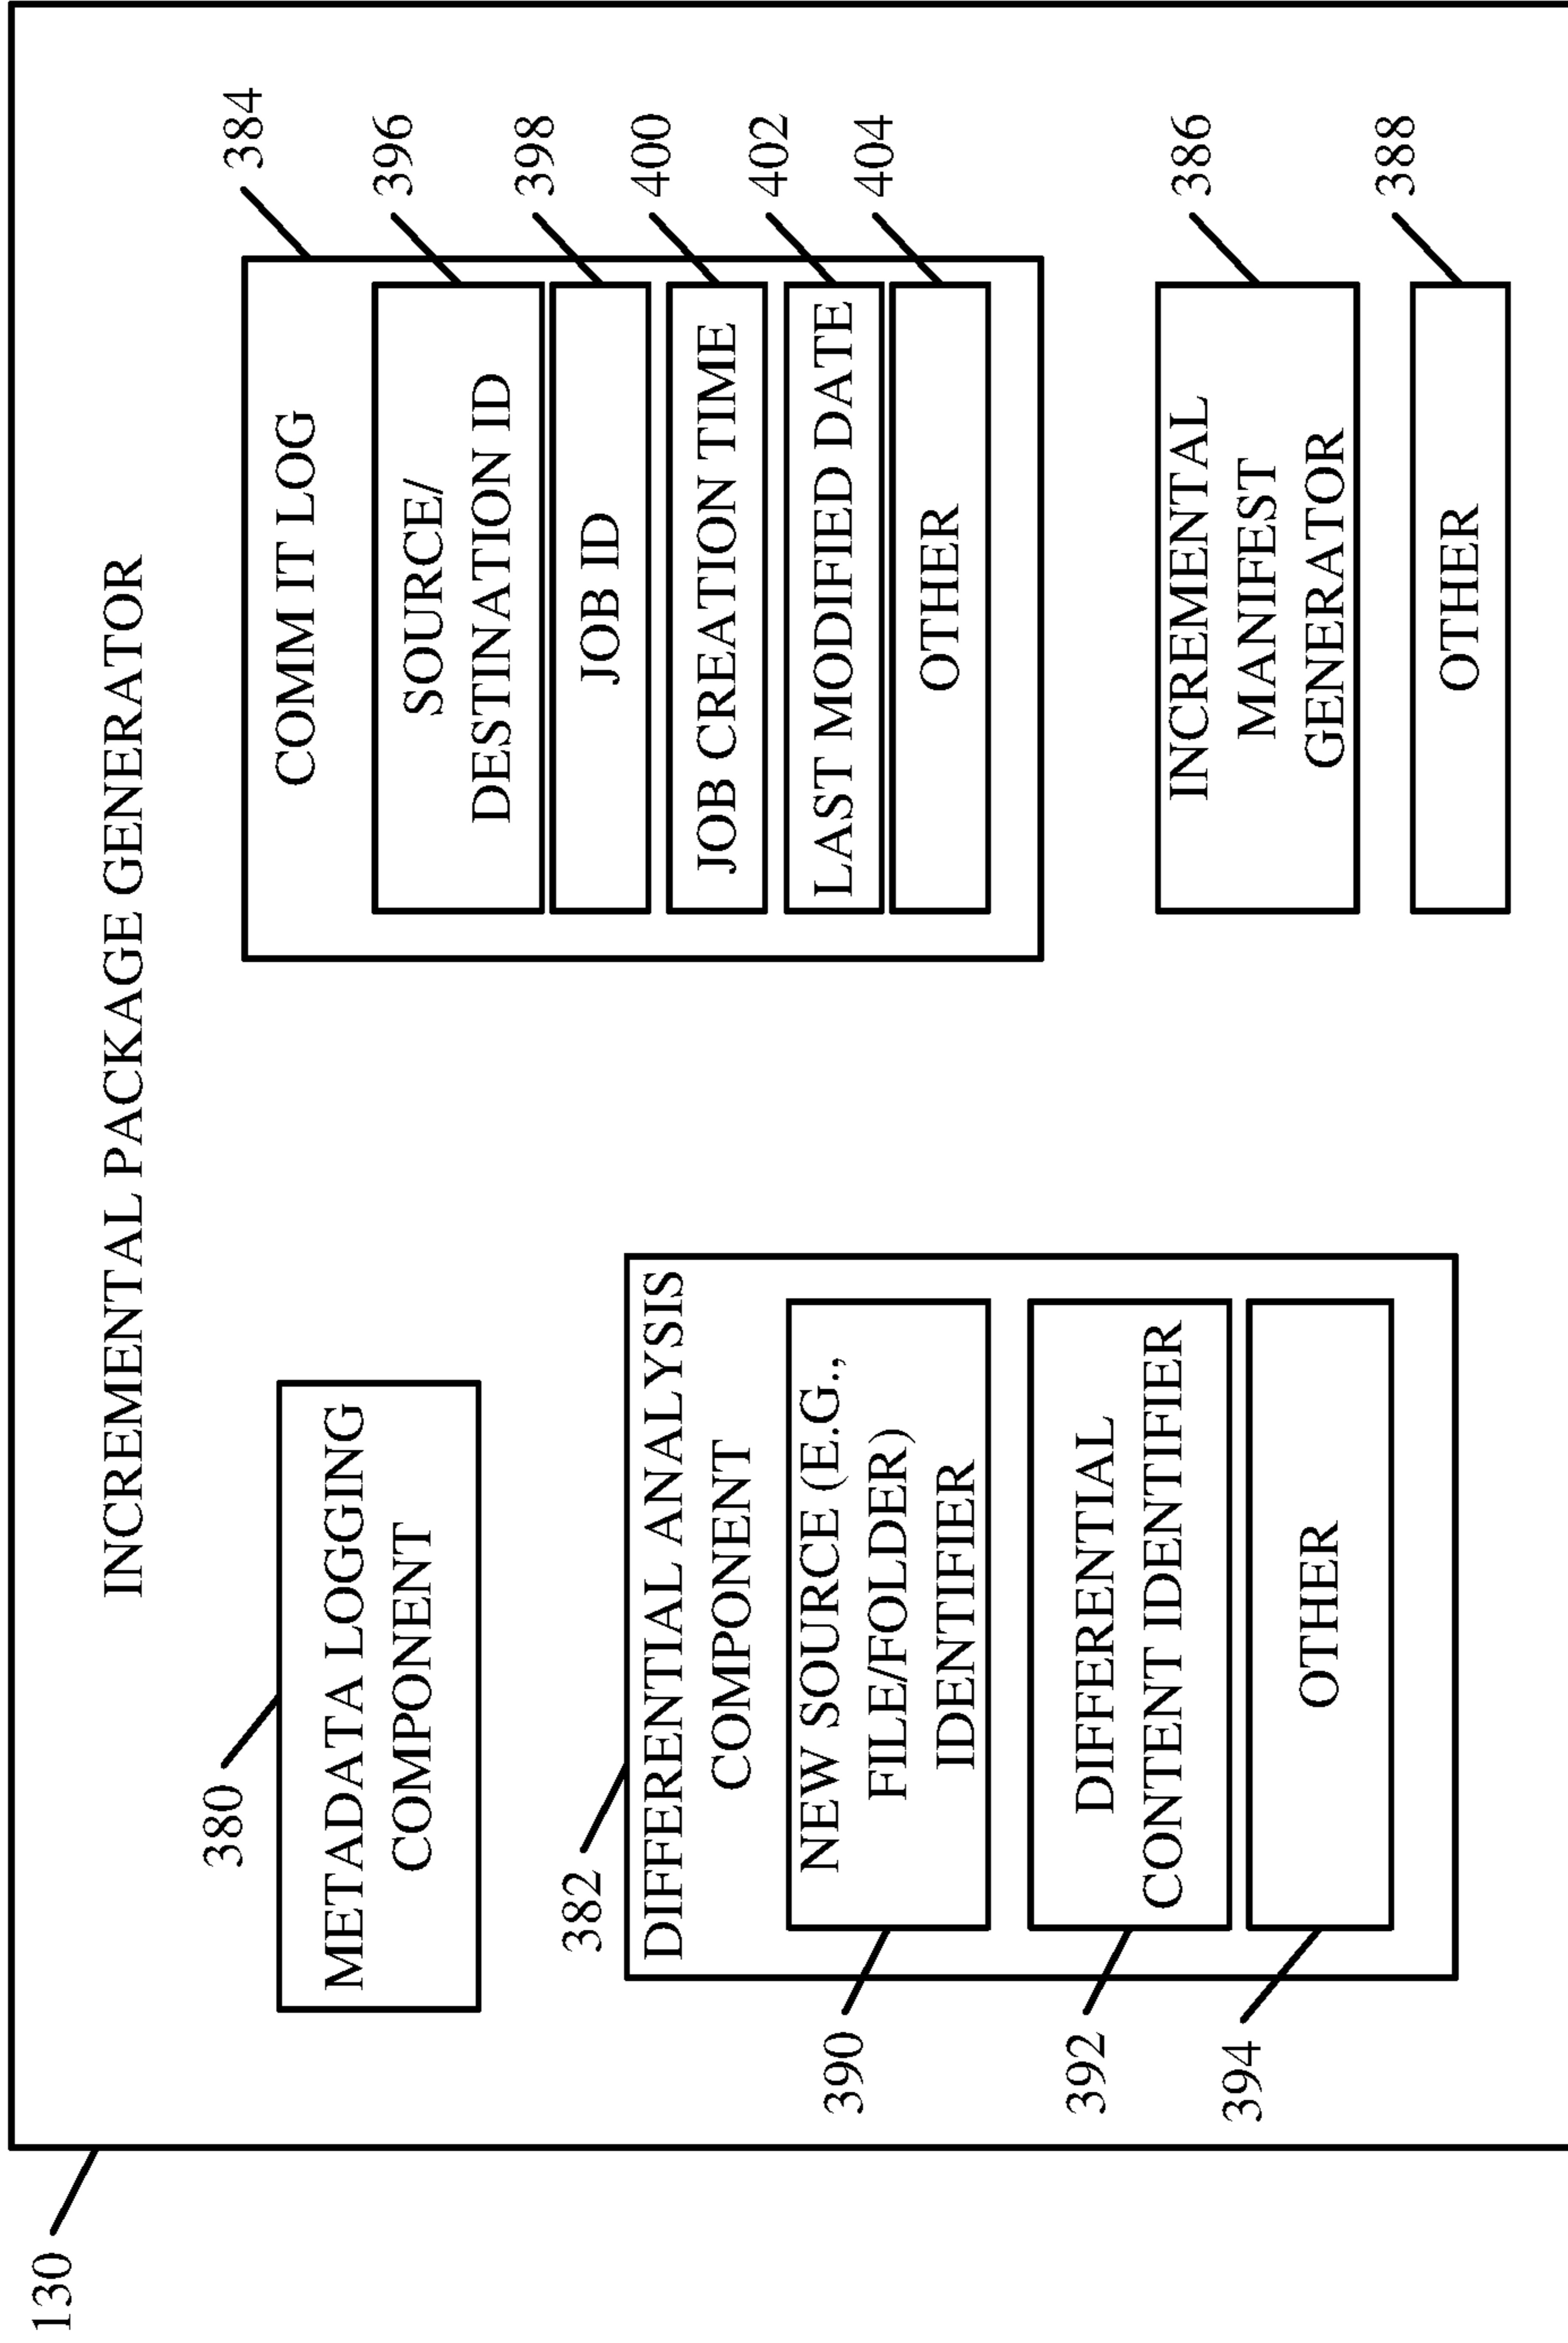 130
INCREMENTAL PACKAGE GENERATOR
380
METADATA LOGGING
COMPONENT
382
DIFFERENTIAL ANALYSIS
COMPONENT
390
NEW SOURCE (E.G.,
FILE/FOLDER)
IDENTIFIER
392
DIFFERENTIAL
CONTENT IDENTIFIER
394
OTHER
384
COMMIT LOG
396
SOURCE/
DESTINATION ID
398
JOB ID
400
JOB CREATION TIME
402
LAST MODIFIED DATE
404
OTHER
386
INCREMENTAL
MANIFEST
GENERATOR
388
OTHER